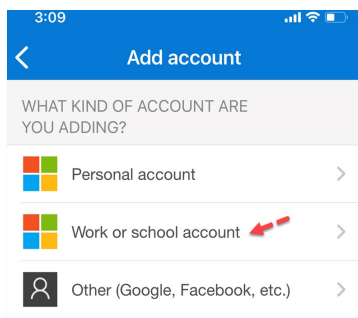 3:09
Add account
WHAT KIND OF ACCOUNT ARE
YOU ADDING?
Personal account
Work or school account
Other (Google, Facebook, etc.)